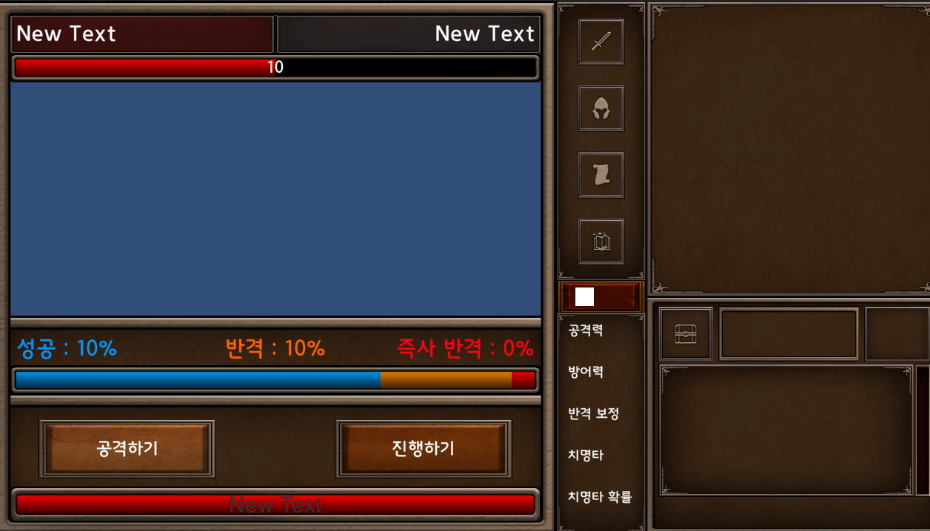 New Text
New Text
10
성공 : 10%
반격 : 10%
즉사 반격 : 0%
공격하기
진행하기
New Text
공격력
방어력
반격 보정
치명타
치명타 확률